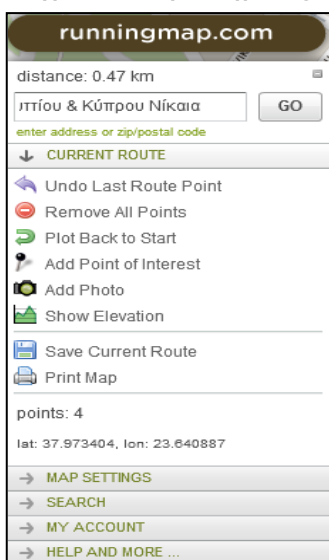 runningmap.com
distance: 0.47 km
& Κύπρου Νίκαια GO
enter address or zip/postal code
CURRENT ROUTE
Undo Last Route Point
Remove All Points
Plot Back to Start
Add Point of Interest
Add Photo
Show Elevation
Save Current Route
Print Map
points: 4
lat: 37.973404, lon: 23.640887
MAP SETTINGS
SEARCH
MY ACCOUNT
HELP AND MORE ...